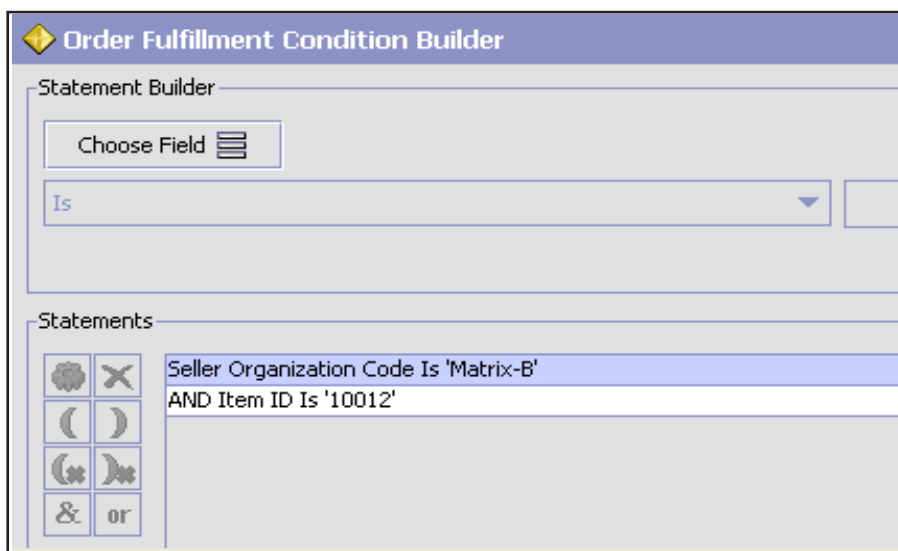 Order Fulfillment Condition Builder
Statement Builder
Choose Field
Is
Statements
Seller Organization Code Is 'Matrix-B'
AND Item ID Is '10012'
( )
( )
& or